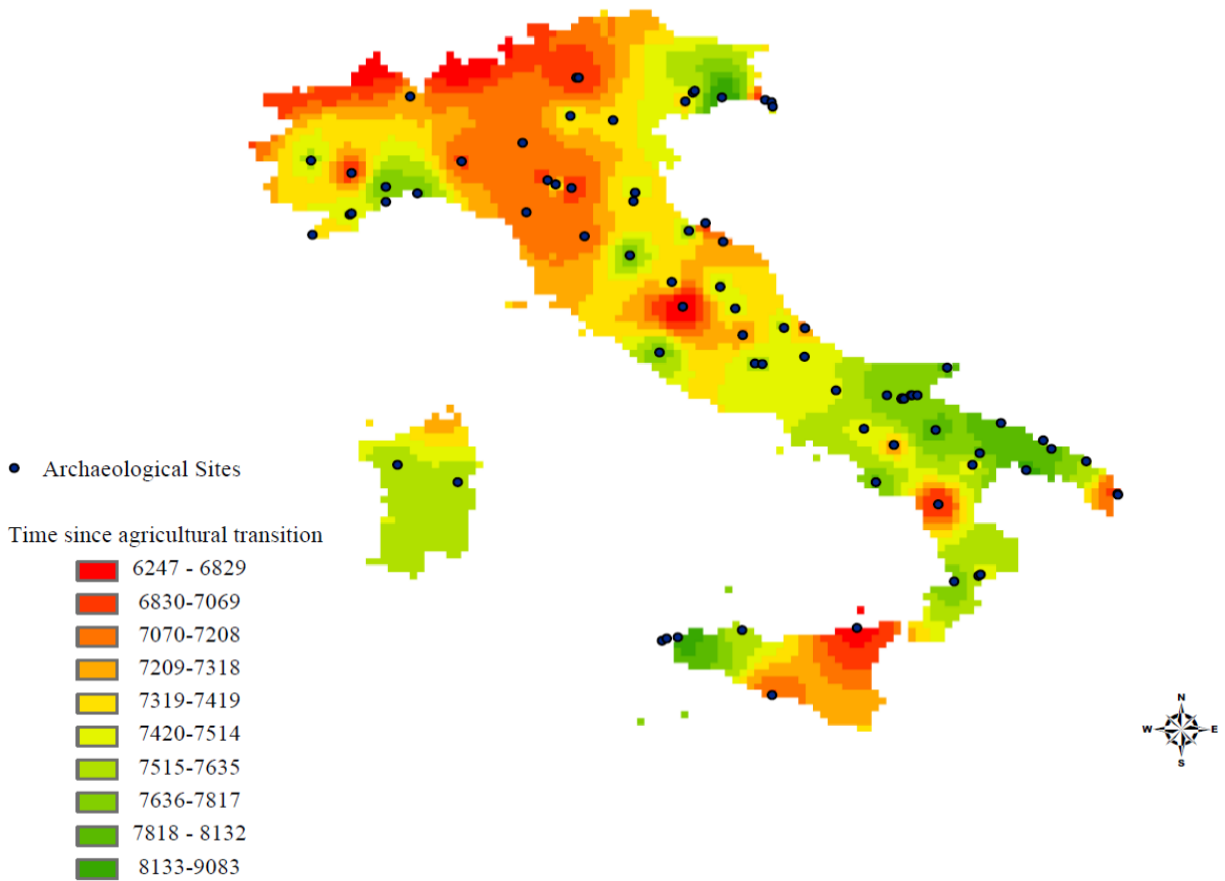 Archaeological Sites
Time since agricultural transition
6247 - 6829
6830-7069
7070-7208
7209-7318
7319-7419
7420-7514
7515-7635
7636-7817
7818 - 8132
8133-9083
N
W E
S